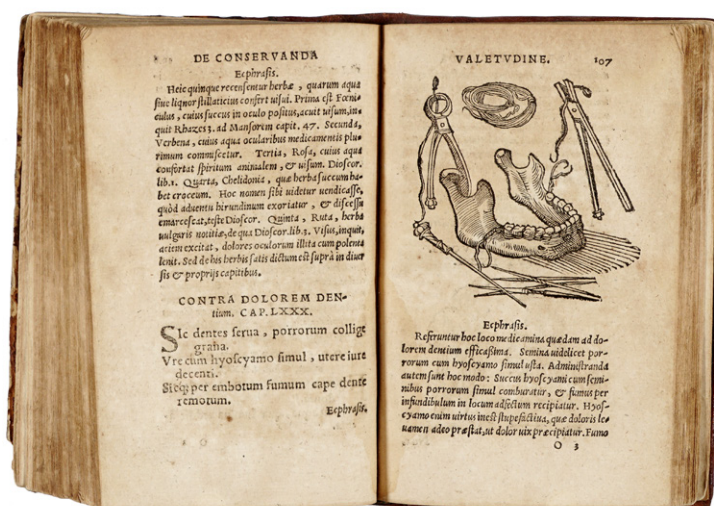 DE CONSERVANDA
Ecphrasis.
Heic quinque recensentur herbæ, quarum aqua
siue liquor stillaticius confert uisui. Prima est Fœni-
culus, cuius succus in oculo positus, acuit uisum, in-
quit Rhazes 3. ad Mansorem capit. 47. Secunda,
Verbena, cuius aqua ocularibus medicamentis plu-
rimum commiscetur. Tertia, Rosa, cuius aqua
confortat spiritum animalem, & uisum. Dioscor.
lib.1. Quarta, Chelidonia, quæ herba succum ha-
bet croceum. Hoc nomen sibi uidetur uendicasse,
quòd aduentu hirundinum exoriatur, & discessu
emarcescat, teste Dioscor. Quinta, Ruta, herba
uulgaris notitiæ, de qua Dioscor. lib.3. Visus, inquit,
aciem excitat, dolores oculorum illita cum polenta
lenit. Sed de his herbis satis dictum est suprà in diuer
sis & proprijs capitibus.
CONTRA DOLOREM DEN-
tium. CAP. LXXX.
SIc dentes serua, porrorum collige
grana.
Vre cum hyoscyamo simul, utere iure
decenti.
Sicq; per embotum fumum cape dente
remotum.
Ecphrasis.
VALETVDINE. 107
Ecphrasis.
Referuntur hoc loco medicamina quædam ad do-
lorem dentium efficaßima. Semina uidelicet por-
rorum cum hyoscyamo simul usta. Administranda
autem sunt hoc modo: Succus hyoscyami cum semi-
nibus porrorum simul comburatur, & fumus per
infundibulum in locum adfectum recipiatur. Hyos-
cyamo enim uirtus inest stupefactiua, quæ doloris le-
uamen adeo præstat, ut dolor uix præcipiatur. Fumo
O 3